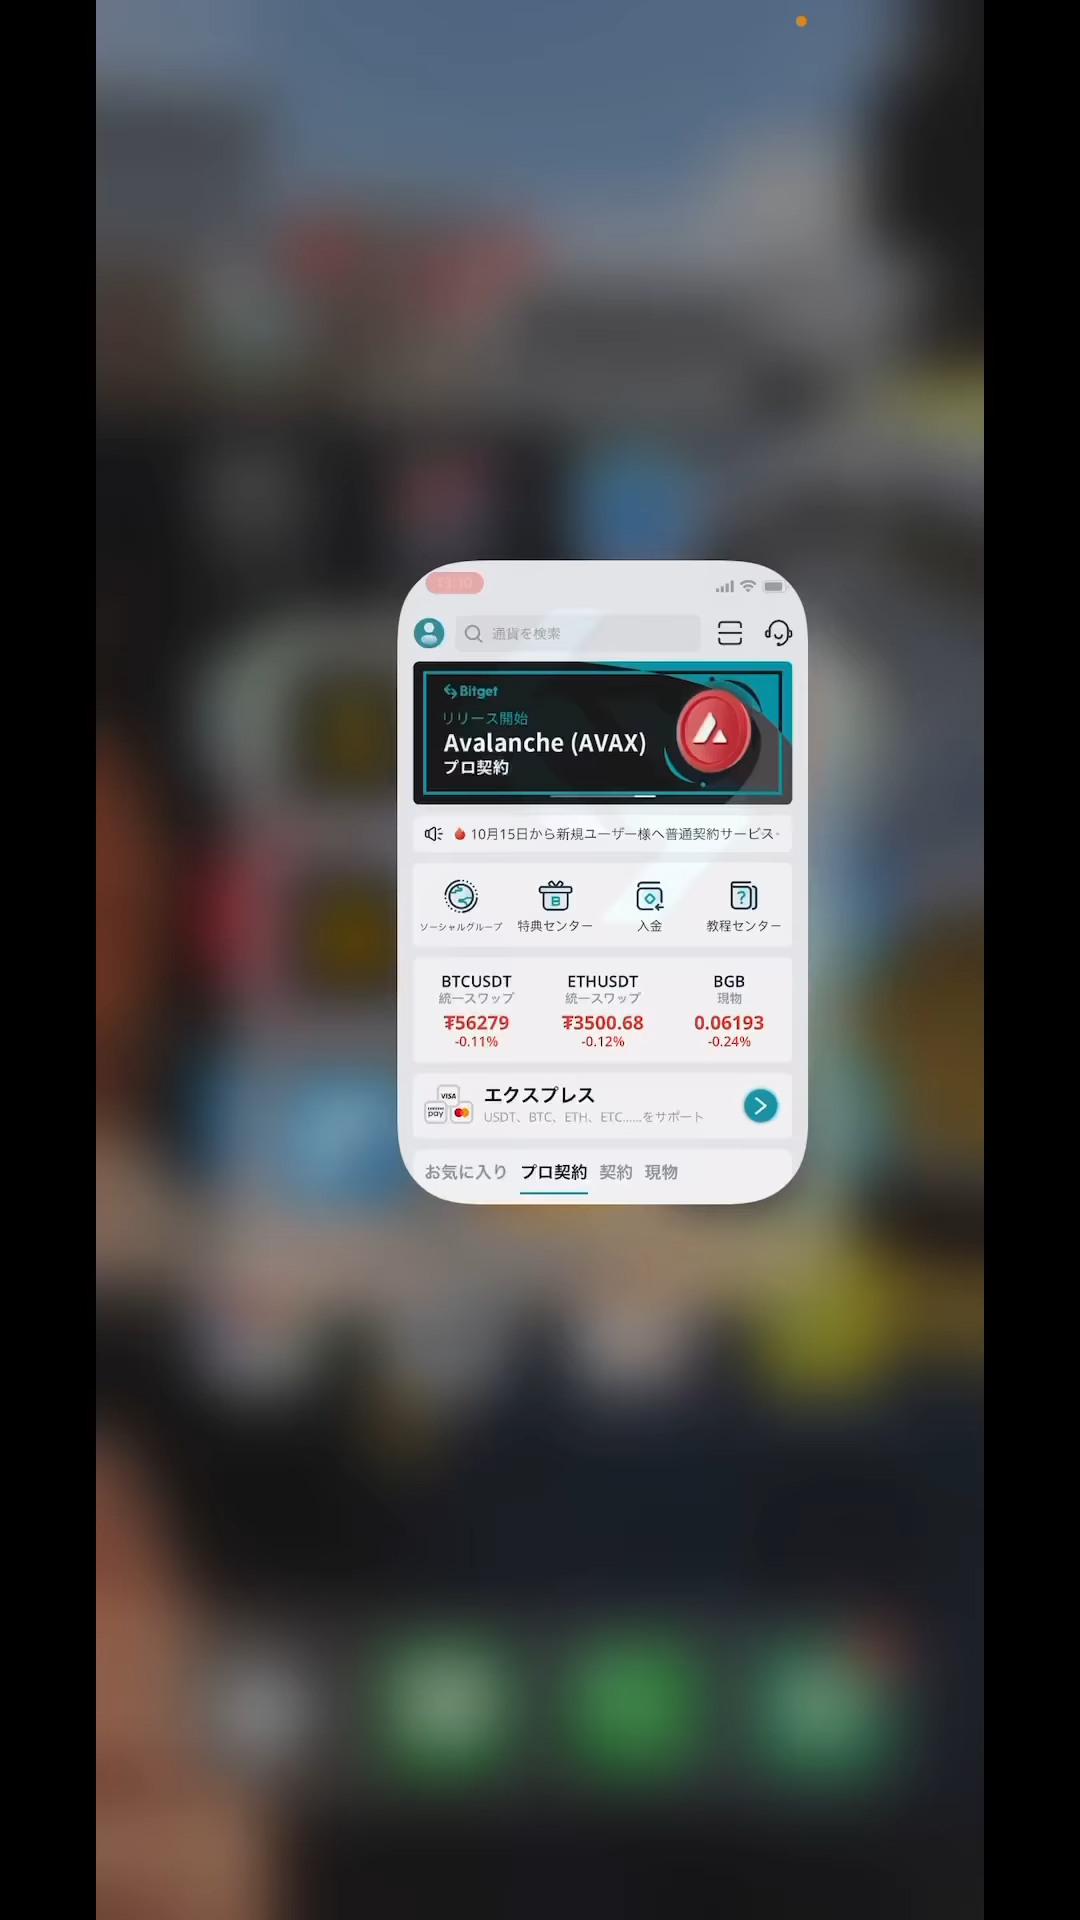 通貨を検索
Bitget
リリース開始
Avalanche (AVAX)
プロ契約
10月15日から新規ユーザー様へ普通契約サービス
ソーシャルグループ
特典センター
入金
教程センター
BTCUSDT
統一スワップ
₮56279
-0.11%
ETHUSDT
統一スワップ
₮3500.68
-0.12%
BGB
現物
0.06193
-0.24%
VISA
pay
エクスプレス
USDT、BTC、ETH、ETC......をサポート
お気に入り プロ契約 契約 現物